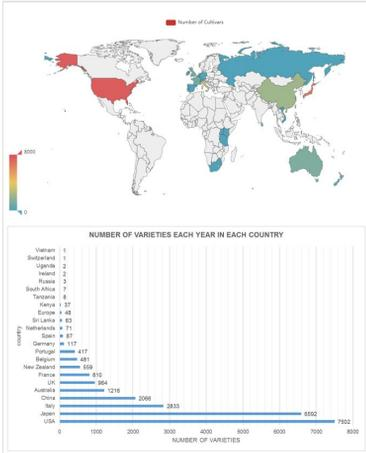 Number of Cultivars
8000
0
NUMBER OF VARIETIES EACH YEAR IN EACH COUNTRY
country
Vietnam 1
Switzerland 1
Uganda 2
Ireland 2
Russia 3
South Africa 7
Tanzania 8
Kenya 37
Europe 48
Sri Lanka 63
Netherlands 71
Spain 87
Germany 117
Portugal 417
Belgium 481
New Zealand 559
France 810
UK 964
Australia 1216
China 2066
Italy 2833
Japan 6592
USA 7502
0 1000 2000 3000 4000 5000 6000 7000 8000
NUMBER OF VARIETIES